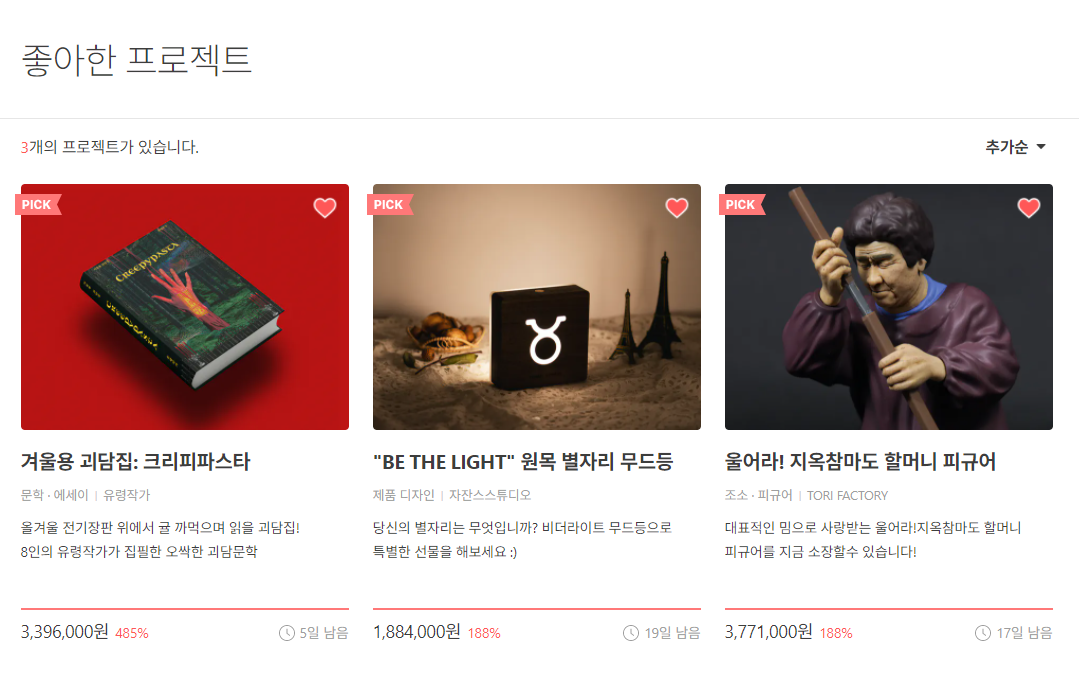 좋아한 프로젝트
3개의 프로젝트가 있습니다.
추가순
PICK
CREEPYPASTA
PICK
PICK
겨울용 괴담집: 크리피파스타
문학 · 에세이 | 유령작가
올겨울 전기장판 위에서 귤 까먹으며 읽을 괴담집!
8인의 유령작가가 집필한 오싹한 괴담문학
3,396,000원 485%
5일 남음
"BE THE LIGHT" 원목 별자리 무드등
제품 디자인 | 자잔스스튜디오
당신의 별자리는 무엇입니까? 비더라이트 무드등으로
특별한 선물을 해보세요 :)
1,884,000원 188%
19일 남음
울어라! 지옥참마도 할머니 피규어
조소 · 피규어 | TORI FACTORY
대표적인 밈으로 사랑받는 울어라!지옥참마도 할머니
피규어를 지금 소장할수 있습니다!
3,771,000원 188%
17일 남음